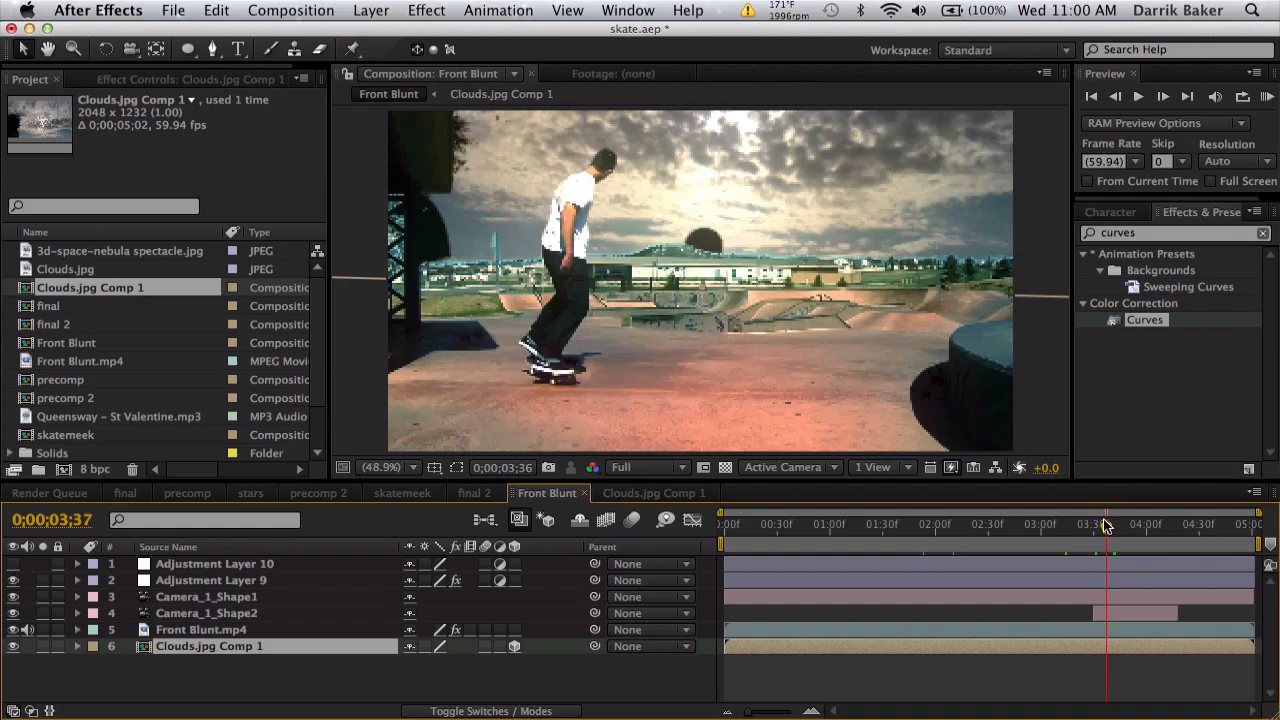 After Effects File Edit Composition Layer Effect Animation View Window Help 171°F 1996rpm (100%) Wed 11:00 AM Darrik Baker
skate.aep *
Workspace: Standard Search Help
Project Effect Controls: Clouds.jpg Comp 1 Composition: Front Blunt Footage: (none) Preview
Clouds.jpg Comp 1 , used 1 time Front Blunt Clouds.jpg Comp 1
2048 x 1232 (1.00)
Δ 0;00;05;02, 59.94 fps
RAM Preview Options
Frame Rate Skip Resolution
(59.94) 0 Auto
From Current Time Full Screen
Character Effects & Prese
Name Type curves
3d-space-nebula spectacle.jpg JPEG * Animation Presets
Clouds.jpg JPEG Backgrounds
Clouds.jpg Comp 1 Compositic Sweeping Curves
final Compositic Color Correction
final 2 Compositic Curves
Front Blunt Compositic
Front Blunt.mp4 MPEG Movi
precomp Compositic
precomp 2 Compositic
Queensway - St Valentine.mp3 MP3 Audio
skatemeek Compositic
Solids Folder
8 bpc (48.9%) 0;00;03;36 Full Active Camera 1 View +0.0
Render Queue final precomp stars precomp 2 skatemeek final 2 Front Blunt Clouds.jpg Comp 1
0;00;03;37 :00f 00:30f 01:00f 01:30f 02:00f 02:30f 03:00f 03:30f 04:00f 04:30f 05:00
# Source Name fx Parent
1 Adjustment Layer 10 None
2 Adjustment Layer 9 fx None
3 Camera_1_Shape1 None
4 Camera_1_Shape2 None
5 Front Blunt.mp4 fx None
6 Clouds.jpg Comp 1 None
Toggle Switches / Modes